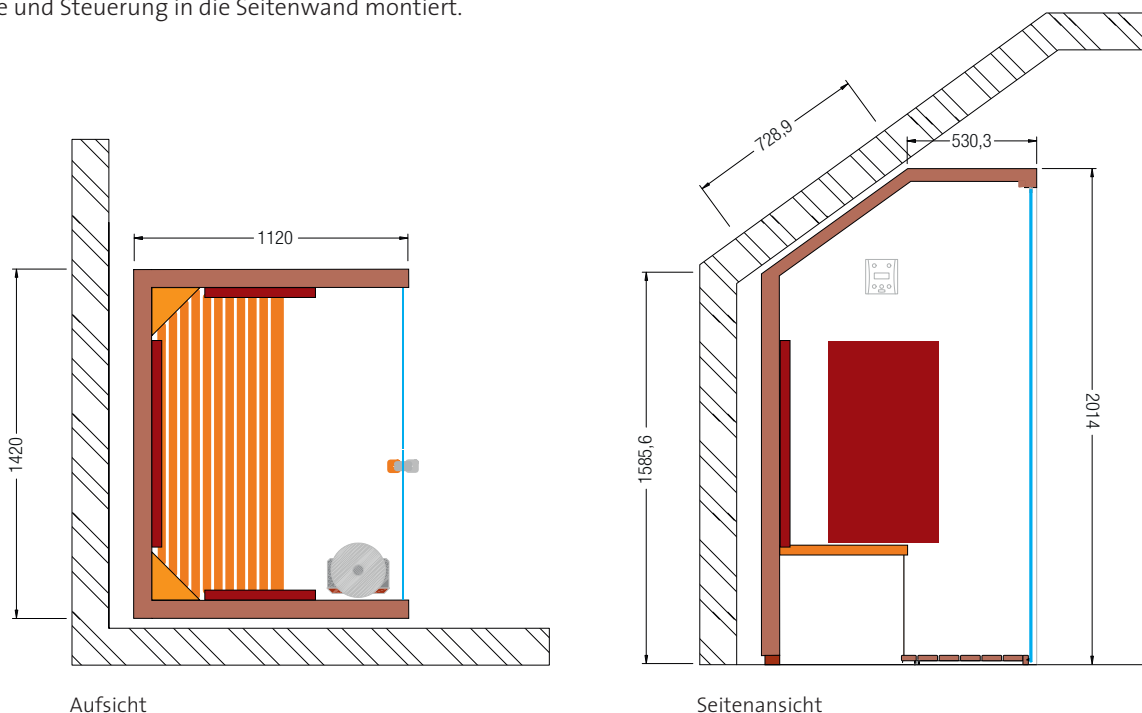 e und Steuerung in die Seitenwand montiert.
728,9
530,3
1120
1420
1585,6
2014
Aufsicht
Seitenansicht